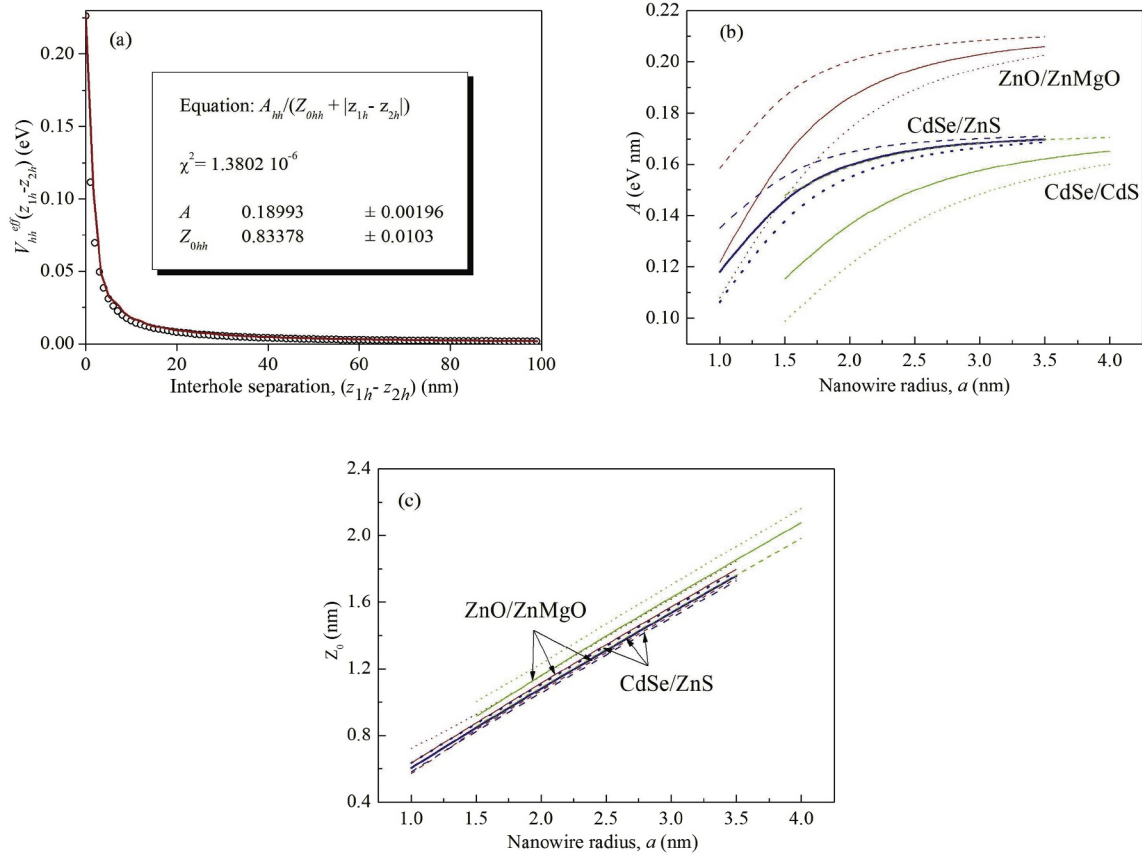 (a)
Equation: A_hh/(Z_0hh + |z_1h - z_2h|)
χ² = 1.3802 10⁻⁶
A 0.18993 ± 0.00196
Z_0hh 0.83378 ± 0.0103
V_hh^eff(z_1h-z_2h) (eV)
0.20
0.15
0.10
0.05
0.00
0 20 40 60 80 100
Interhole separation, (z_1h- z_2h) (nm)
(b)
ZnO/ZnMgO
CdSe/ZnS
CdSe/CdS
A (eV nm)
0.22
0.20
0.18
0.16
0.14
0.12
0.10
1.0 1.5 2.0 2.5 3.0 3.5 4.0
Nanowire radius, a (nm)
(c)
ZnO/ZnMgO
CdSe/ZnS
Z_0 (nm)
2.4
2.0
1.6
1.2
0.8
0.4
1.0 1.5 2.0 2.5 3.0 3.5 4.0
Nanowire radius, a (nm)